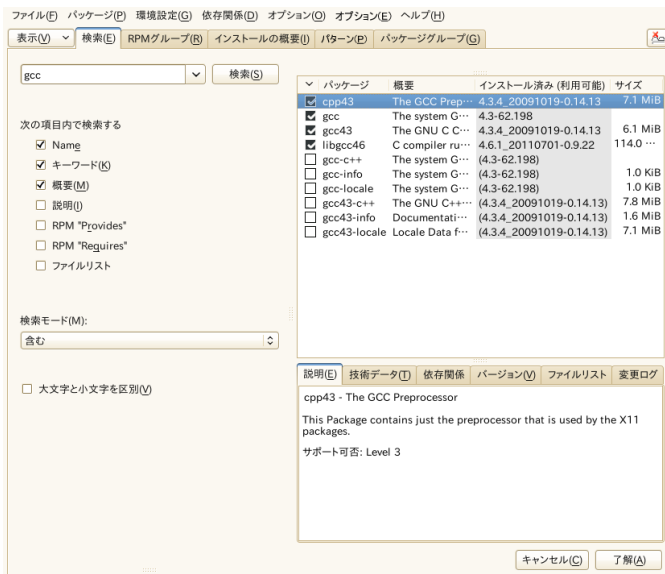 ファイル(F) パッケージ(P) 環境設定(G) 依存関係(D) オプション(O) オプション(E) ヘルプ(H)
表示(V) 検索(E) RPMグループ(R) インストールの概要(I) パターン(P) パッケージグループ(G)
gcc 検索(S)
次の項目内で検索する
Name
キーワード(K)
概要(M)
説明(I)
RPM "Provides"
RPM "Requires"
ファイルリスト
検索モード(M):
含む
大文字と小文字を区別(V)
パッケージ 概要 インストール済み (利用可能) サイズ
cpp43 The GCC Prep… 4.3.4_20091019-0.14.13 7.1 MiB
gcc The system G… 4.3-62.198
gcc43 The GNU C C… 4.3.4_20091019-0.14.13 6.1 MiB
libgcc46 C compiler ru… 4.6.1_20110701-0.9.22 114.0 …
gcc-c++ The system G… (4.3-62.198)
gcc-info The system G… (4.3-62.198) 1.0 KiB
gcc-locale The system G… (4.3-62.198) 1.0 KiB
gcc43-c++ The GNU C++… (4.3.4_20091019-0.14.13) 7.8 MiB
gcc43-info Documentati… (4.3.4_20091019-0.14.13) 1.6 MiB
gcc43-locale Locale Data f… (4.3.4_20091019-0.14.13) 7.1 MiB
説明(E) 技術データ(T) 依存関係 バージョン(V) ファイルリスト 変更ログ
cpp43 - The GCC Preprocessor
This Package contains just the preprocessor that is used by the X11
packages.
サポート可否: Level 3
キャンセル(C) 了解(A)